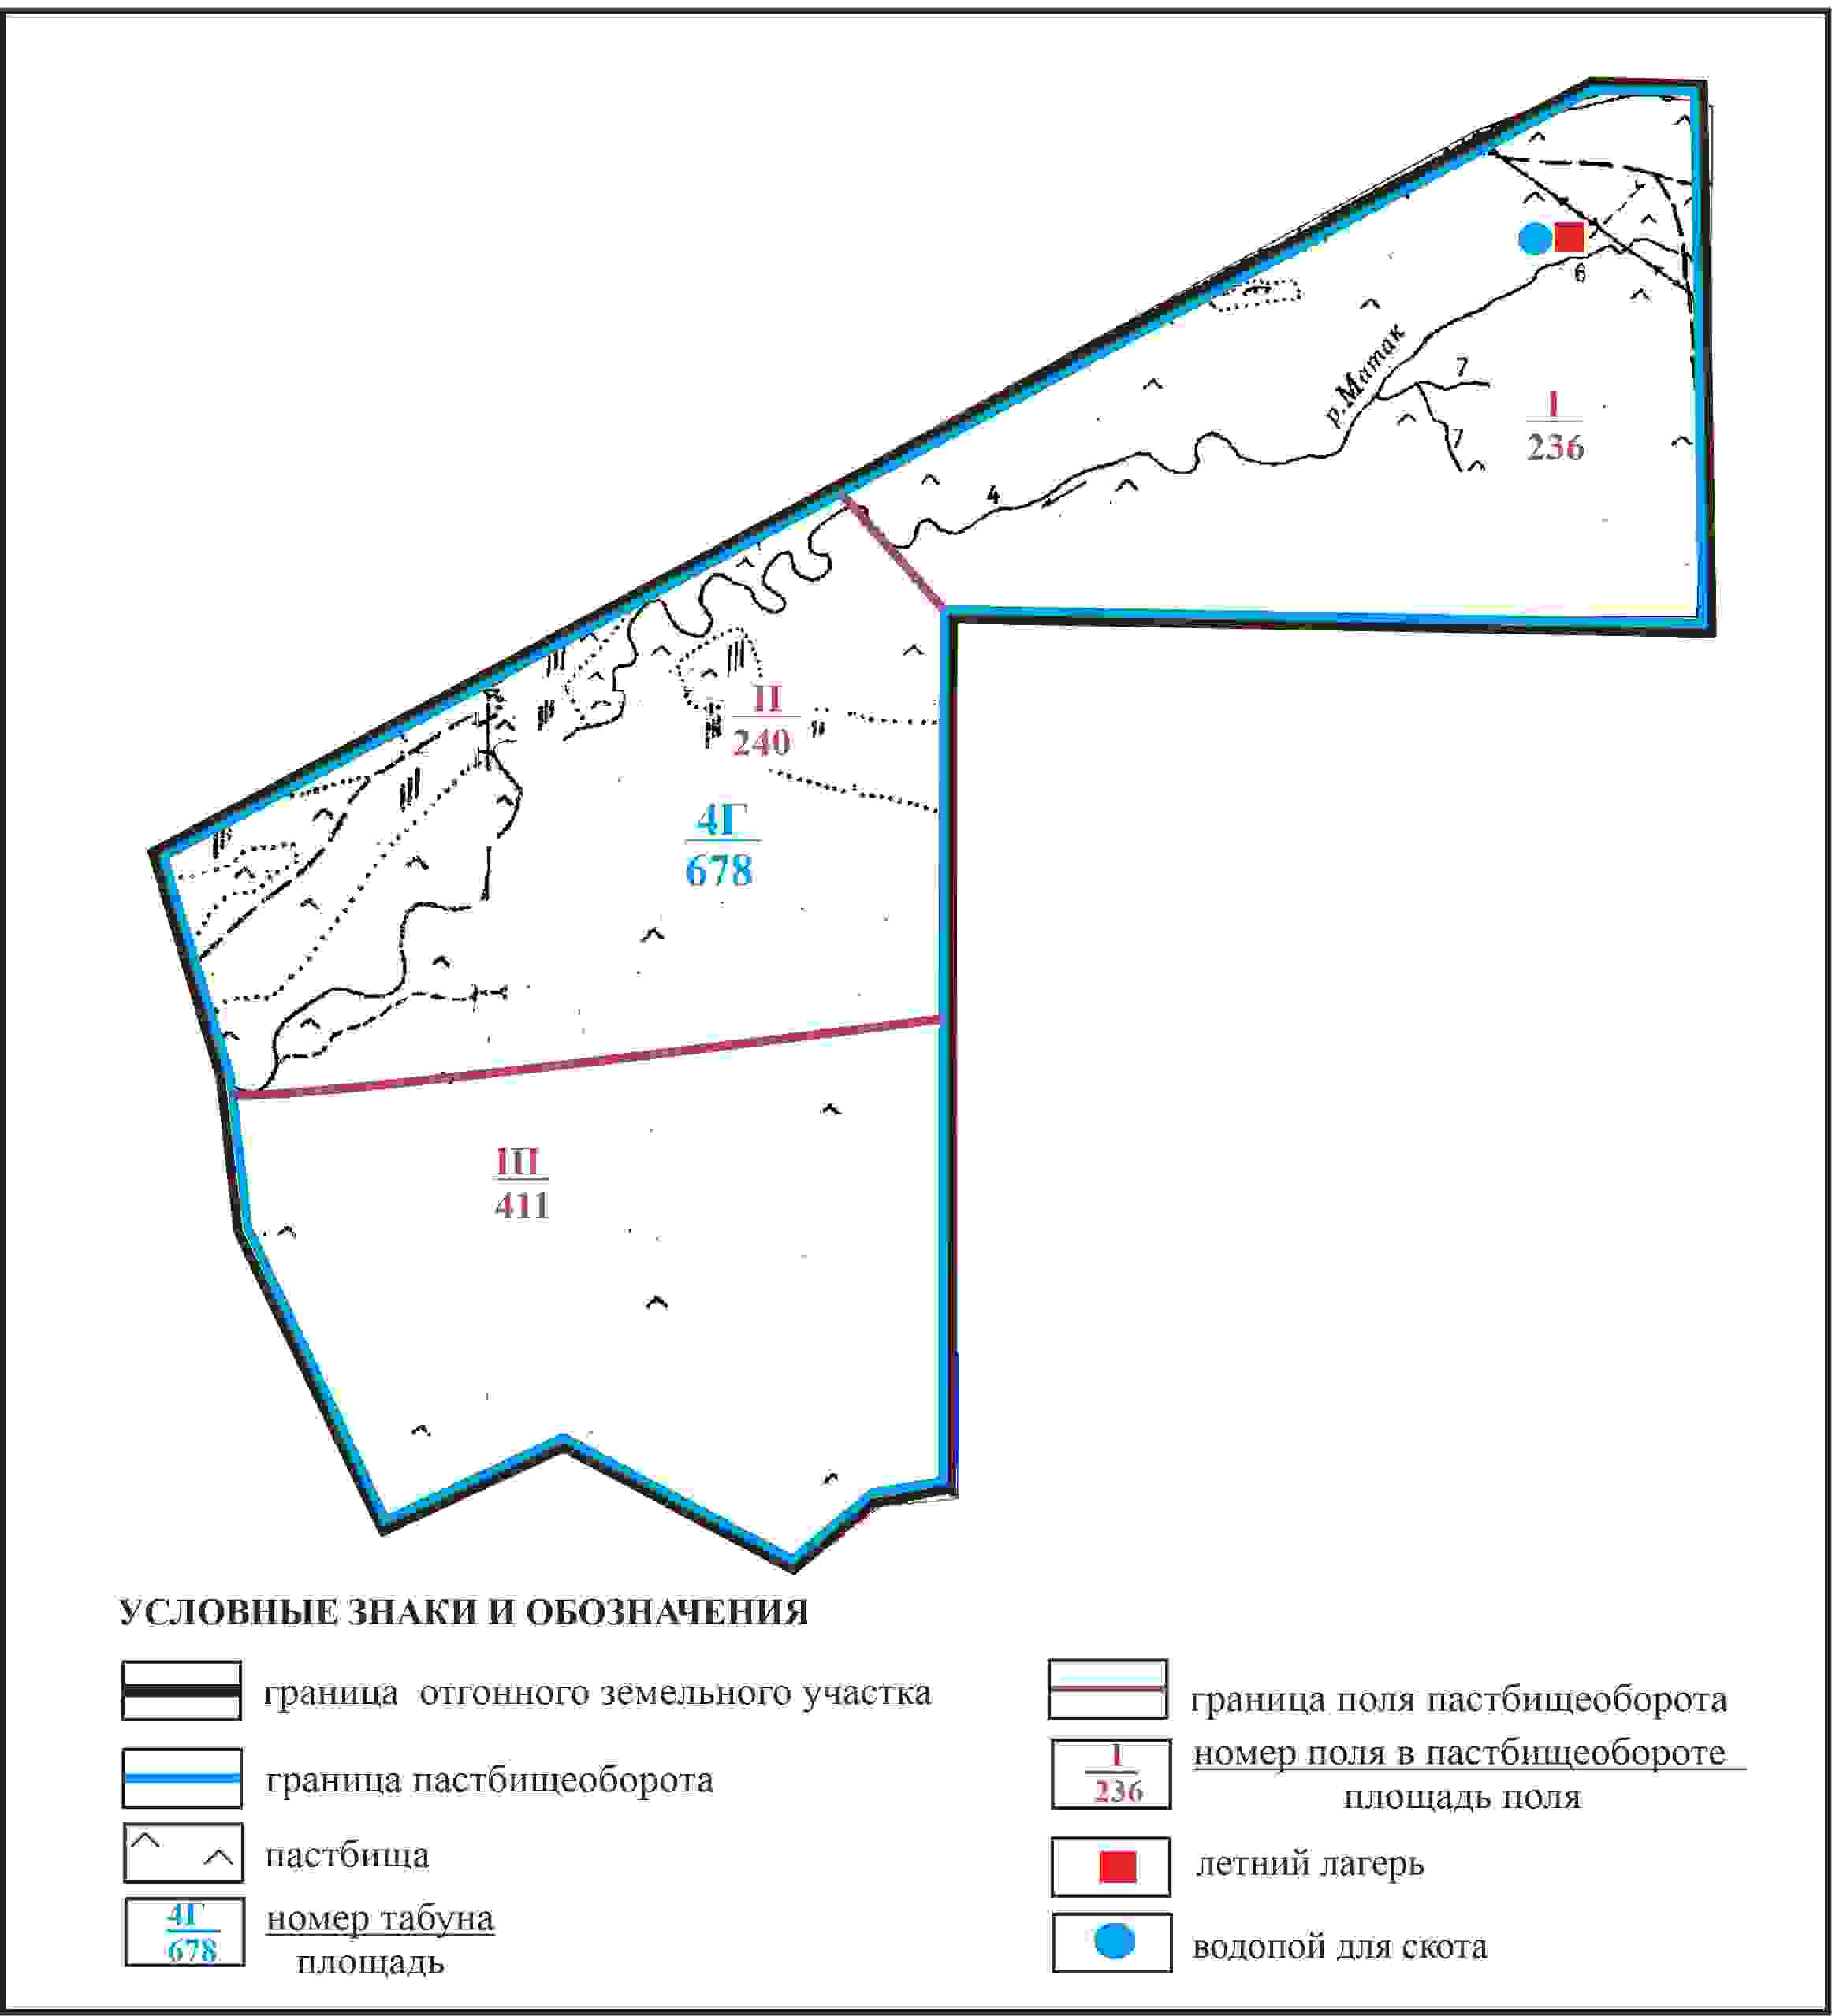 6
р.Матак
7
I
236
7
4
II
240
4Г
678
III
411
УСЛОВНЫЕ ЗНАКИ И ОБОЗНАЧЕНИЯ
граница отгонного земельного участка
граница пастбищеоборота
пастбища
4Г
678
номер табуна
площадь
граница поля пастбищеоборота
I
236
номер поля в пастбищеобороте
площадь поля
летний лагерь
водопой для скота